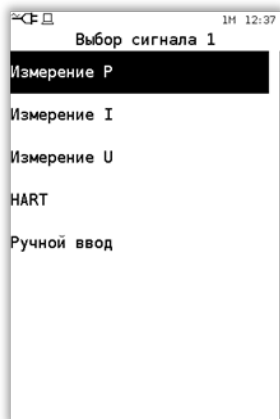 1М 12:37
Выбор сигнала 1
Измерение P
Измерение I
Измерение U
HART
Ручной ввод